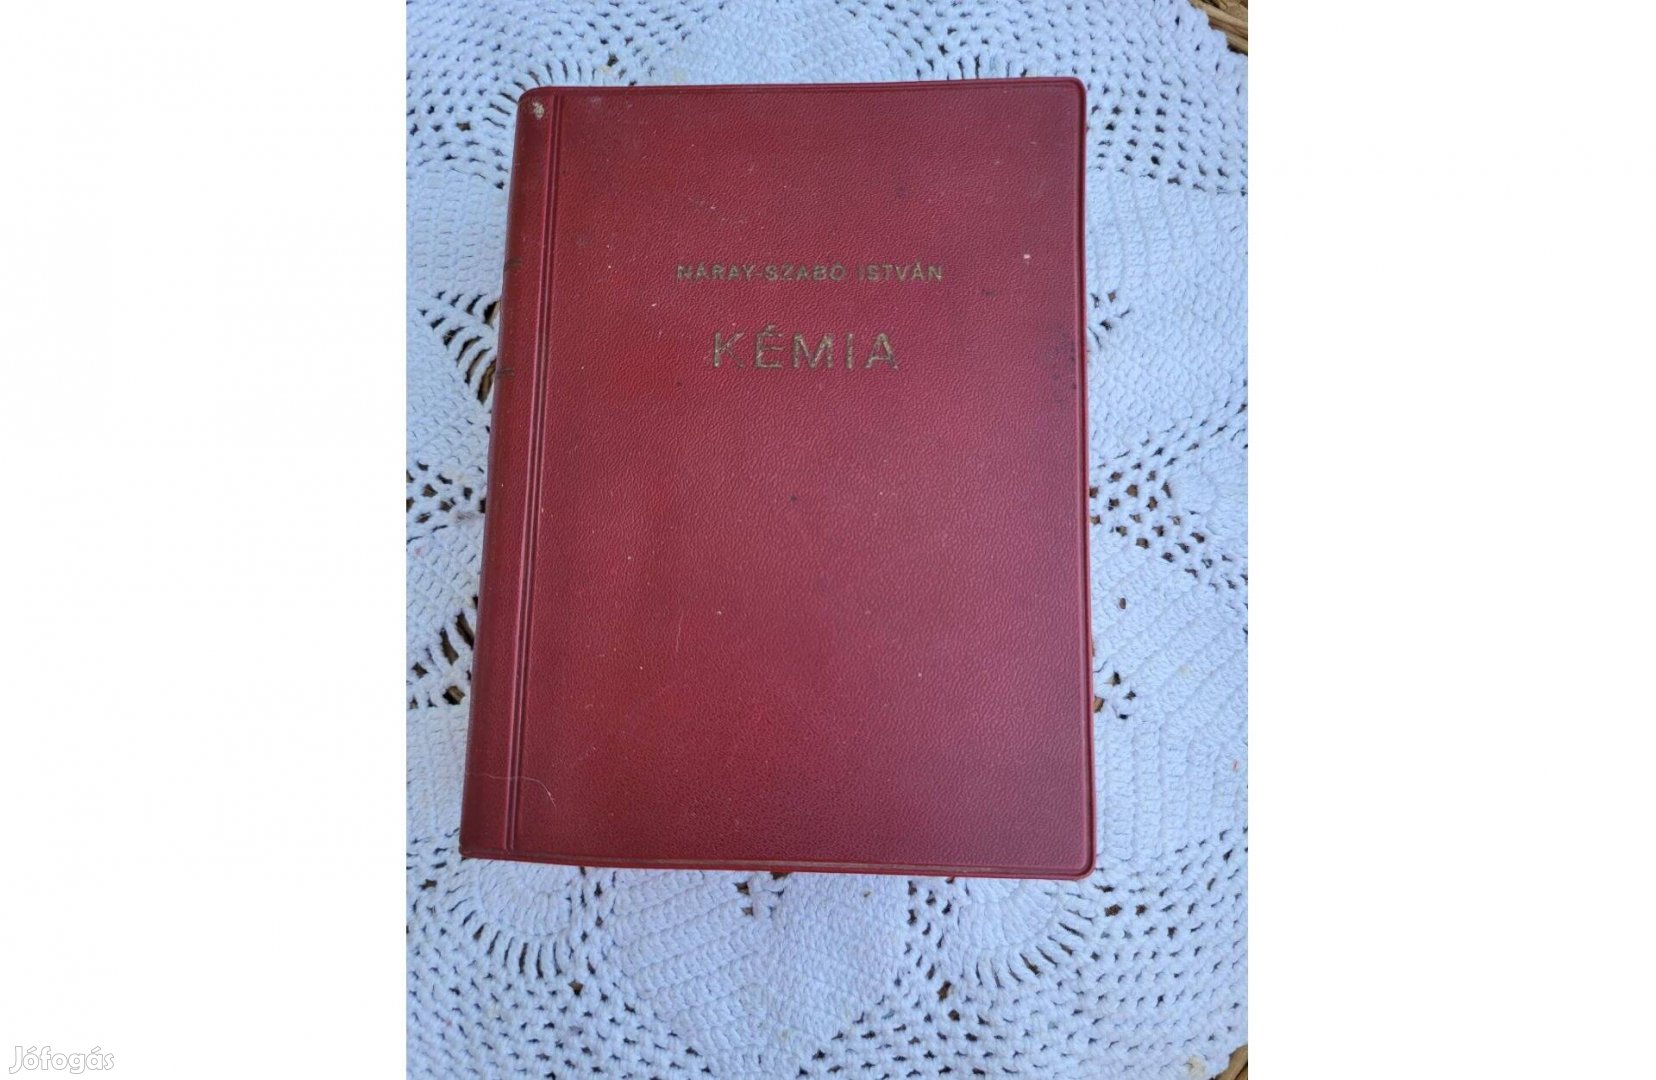 NÁRAY-SZABÓ ISTVÁN
KÉMIA
Jófogás